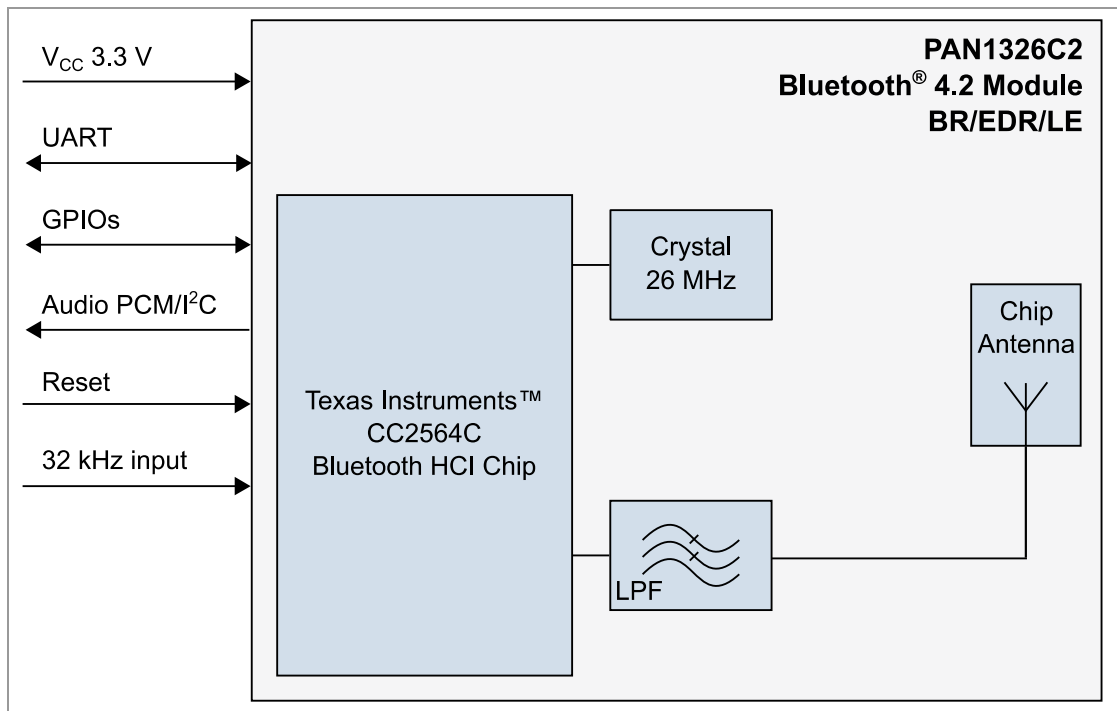 V_CC 3.3 V
UART
GPIOs
Audio PCM/I²C
Reset
32 kHz input
PAN1326C2
Bluetooth® 4.2 Module
BR/EDR/LE
Texas Instruments™
CC2564C
Bluetooth HCI Chip
Crystal
26 MHz
Chip
Antenna
LPF